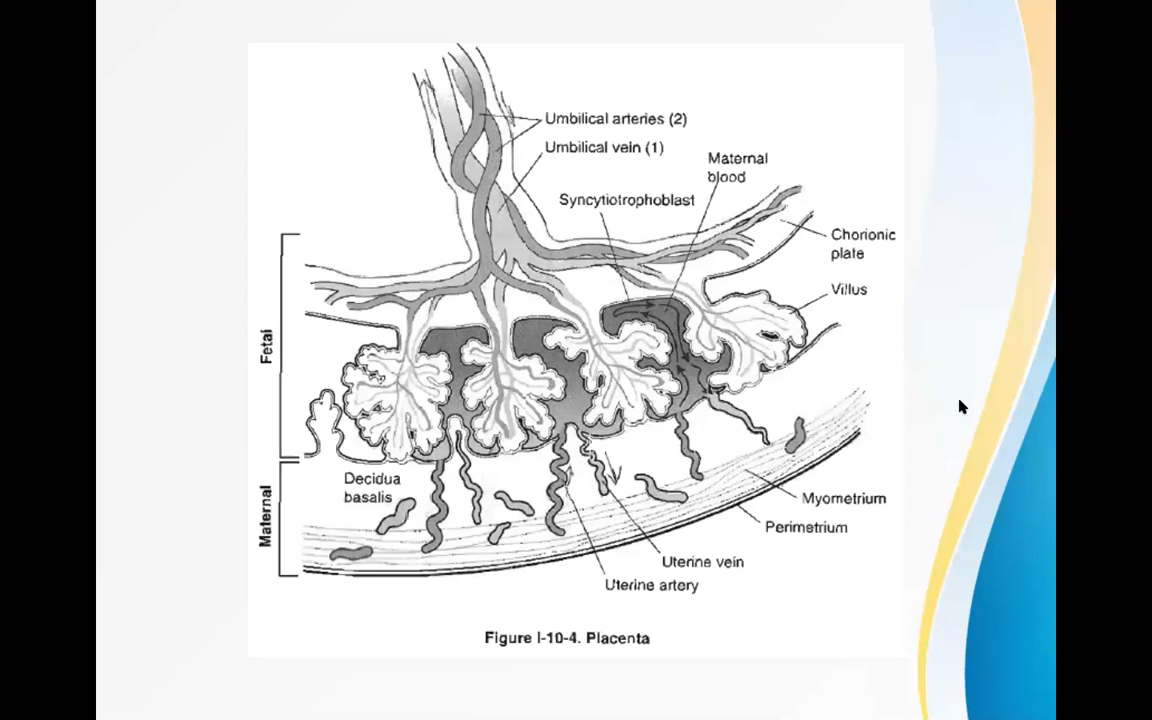 Umbilical arteries (2)
Umbilical vein (1)
Maternal
blood
Syncytiotrophoblast
Chorionic
plate
Villus
Fetal
Decidua
basalis
Maternal
Myometrium
Perimetrium
Uterine vein
Uterine artery
Figure I-10-4. Placenta